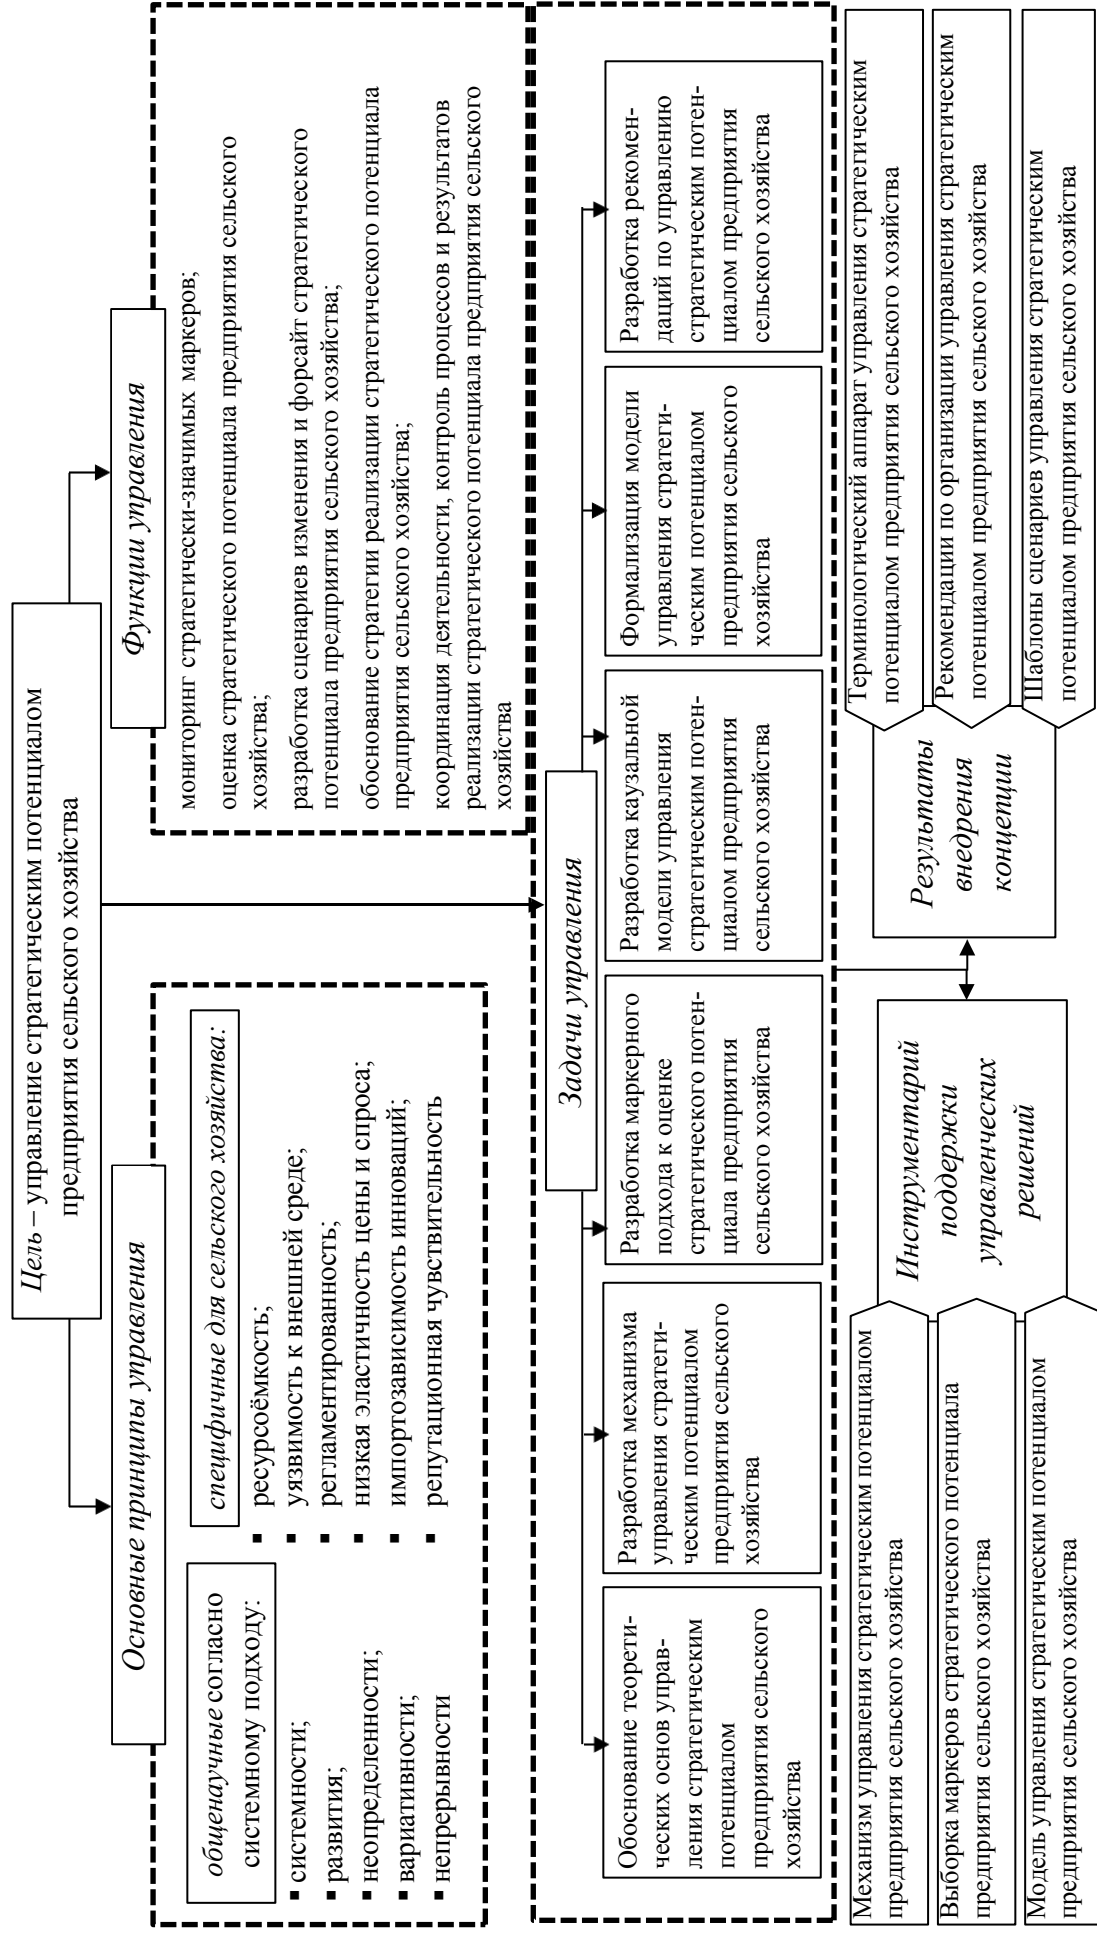 Цель – управление стратегическим потенциалом
предприятия сельского хозяйства
Основные принципы управления
общенаучные согласно
системному подходу:
▪ системности;
▪ развития;
▪ неопределенности;
▪ вариативности;
▪ непрерывности
специфичные для сельского хозяйства:
▪ ресурсоёмкость;
▪ уязвимость к внешней среде;
▪ регламентированность;
▪ низкая эластичность цены и спроса;
▪ импортозависимость инноваций;
▪ репутационная чувствительность
Функции управления
мониторинг стратегически-значимых маркеров;
оценка стратегического потенциала предприятия сельского
хозяйства;
разработка сценариев изменения и форсайт стратегического
потенциала предприятия сельского хозяйства;
обоснование стратегии реализации стратегического потенциала
предприятия сельского хозяйства;
координация деятельности, контроль процессов и результатов
реализации стратегического потенциала предприятия сельского
хозяйства
Задачи управления
Обоснование теорети-
ческих основ управ-
ления стратегическим
потенциалом
предприятия сельского
хозяйства
Разработка механизма
управления стратеги-
ческим потенциалом
предприятия сельского
хозяйства
Разработка маркерного
подхода к оценке
стратегического потен-
циала предприятия
сельского хозяйства
Разработка каузальной
модели управления
стратегическим потен-
циалом предприятия
сельского хозяйства
Формализация модели
управления стратеги-
ческим потенциалом
предприятия сельского
хозяйства
Разработка рекомен-
даций по управлению
стратегическим потен-
циалом предприятия
сельского хозяйства
Механизм управления стратегическим потенциалом
предприятия сельского хозяйства
Выборка маркеров стратегического потенциала
предприятия сельского хозяйства
Модель управления стратегическим потенциалом
предприятия сельского хозяйства
Инструментарий
поддержки
управленческих
решений
Результаты
внедрения
концепции
Терминологический аппарат управления стратегическим
потенциалом предприятия сельского хозяйства
Рекомендации по организации управления стратегическим
потенциалом предприятия сельского хозяйства
Шаблоны сценариев управления стратегическим
потенциалом предприятия сельского хозяйства